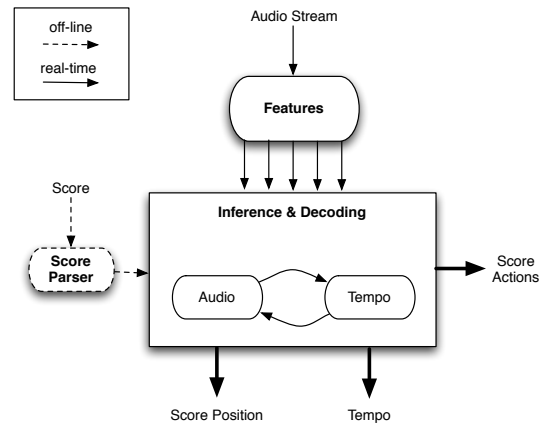 off-line
real-time
Audio Stream
Features
Score
Score
Parser
Inference & Decoding
Audio
Tempo
Score
Actions
Score Position
Tempo